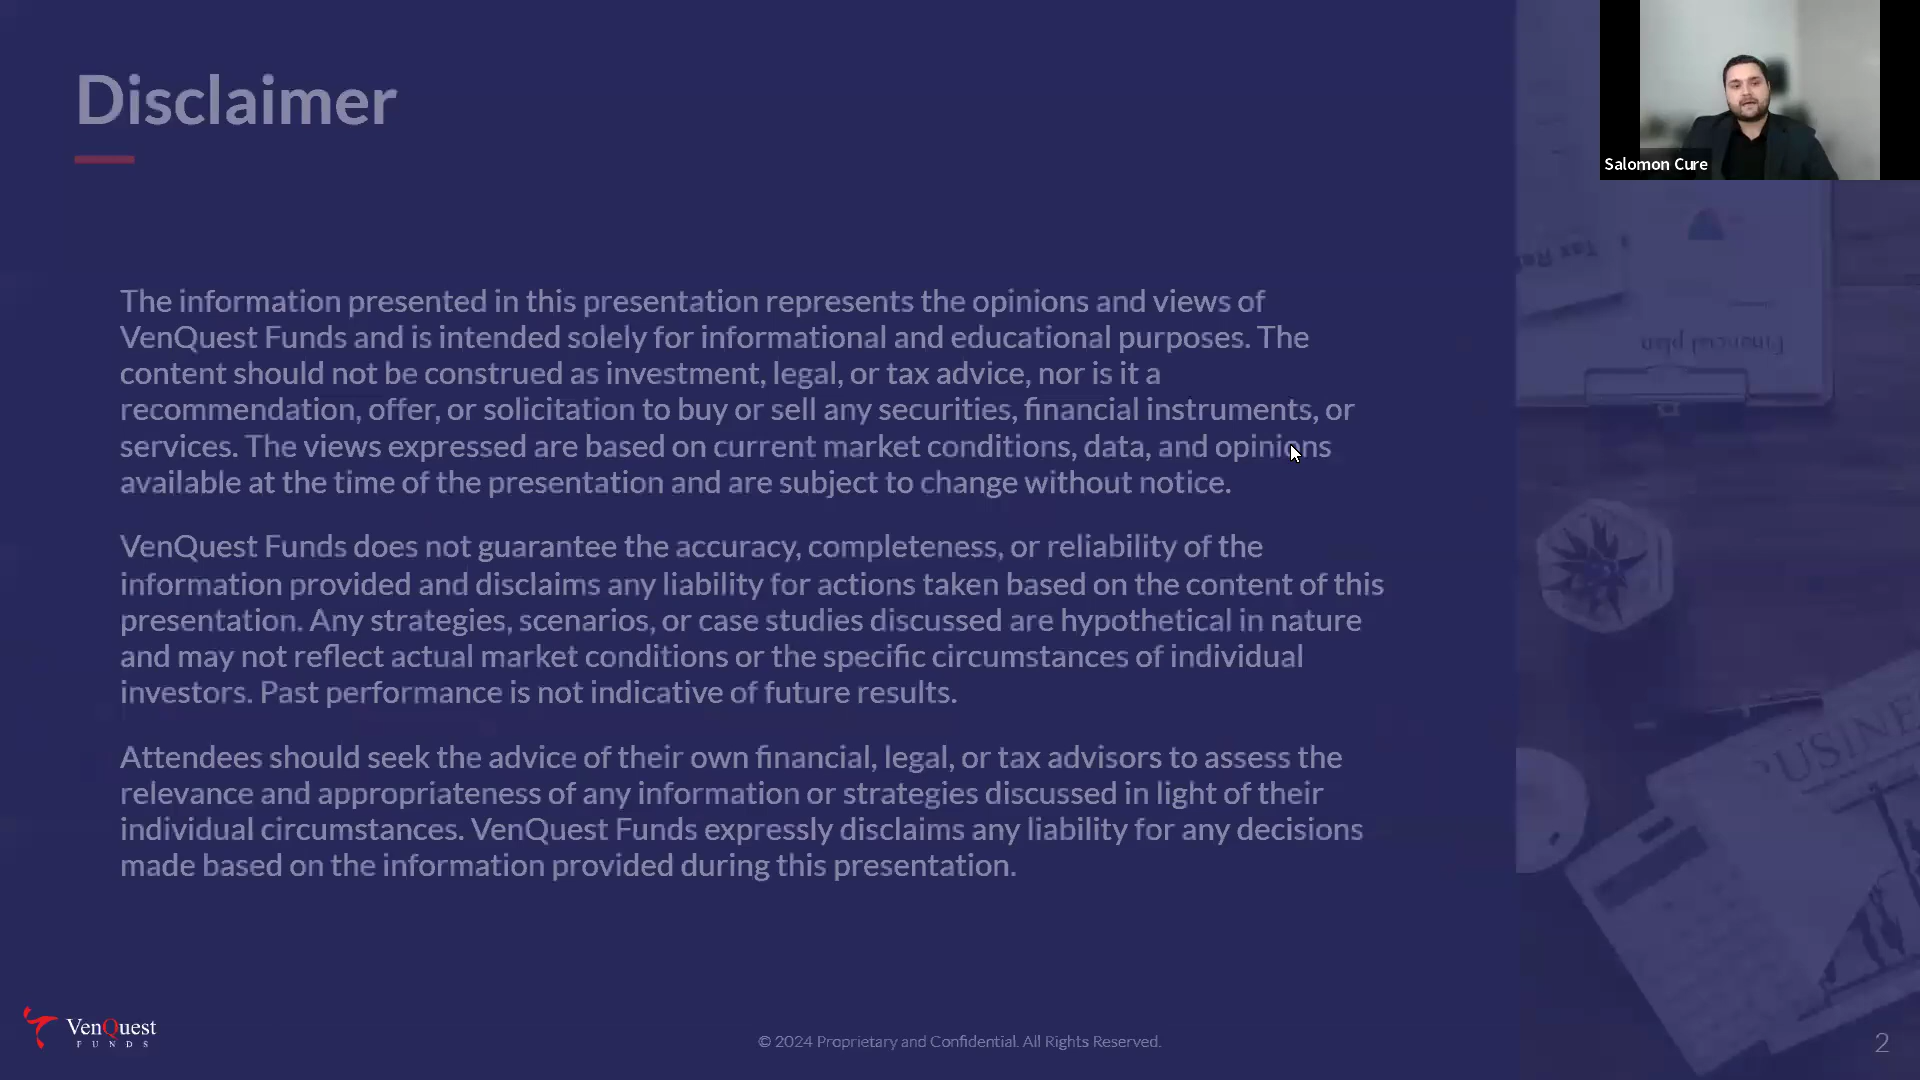 Disclaimer
Salomon Cure
Tax Re
Financial plan
The information presented in this presentation represents the opinions and views of
VenQuest Funds and is intended solely for informational and educational purposes. The
content should not be construed as investment, legal, or tax advice, nor is it a
recommendation, offer, or solicitation to buy or sell any securities, financial instruments, or
services. The views expressed are based on current market conditions, data, and opinions
available at the time of the presentation and are subject to change without notice.
VenQuest Funds does not guarantee the accuracy, completeness, or reliability of the
information provided and disclaims any liability for actions taken based on the content of this
presentation. Any strategies, scenarios, or case studies discussed are hypothetical in nature
and may not reflect actual market conditions or the specific circumstances of individual
investors. Past performance is not indicative of future results.
Attendees should seek the advice of their own financial, legal, or tax advisors to assess the
relevance and appropriateness of any information or strategies discussed in light of their
individual circumstances. VenQuest Funds expressly disclaims any liability for any decisions
made based on the information provided during this presentation.
BUSINE
VenQuest
FUNDS
© 2024 Proprietary and Confidential. All Rights Reserved.
2